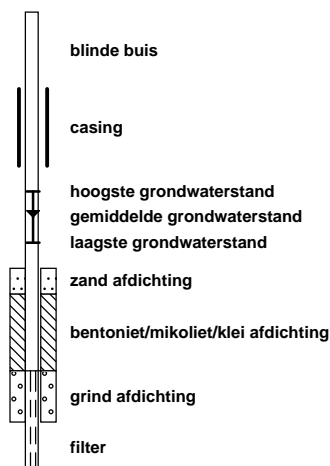 blinde buis
casing
hoogste grondwaterstand
gemiddelde grondwaterstand
laagste grondwaterstand
zand afdichting
bentoniet/mikoliet/klei afdichting
grind afdichting
filter